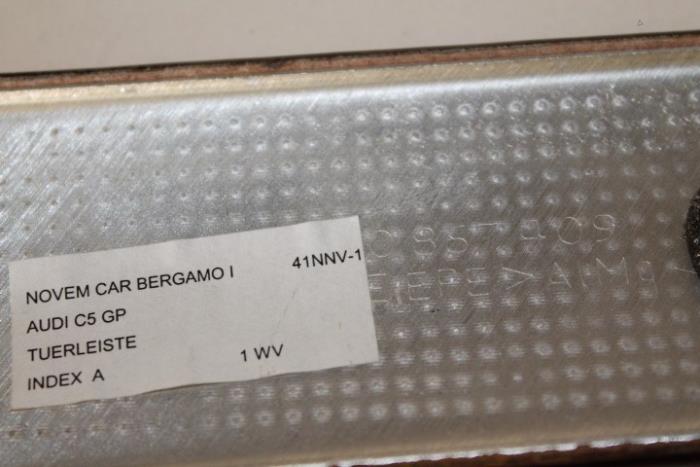 NOVEM CAR BERGAMO I 41NNV-1
AUDI C5 GP
TUERLEISTE
1 WV
INDEX A